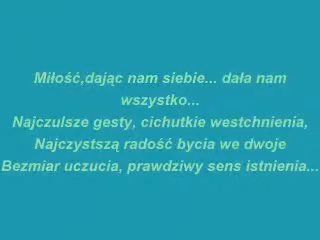 Miłość,dając nam siebie... dała nam
wszystko...
Najczulsze gesty, cichutkie westchnienia,
Najczystszą radość bycia we dwoje
Bezmiar uczucia, prawdziwy sens istnienia...